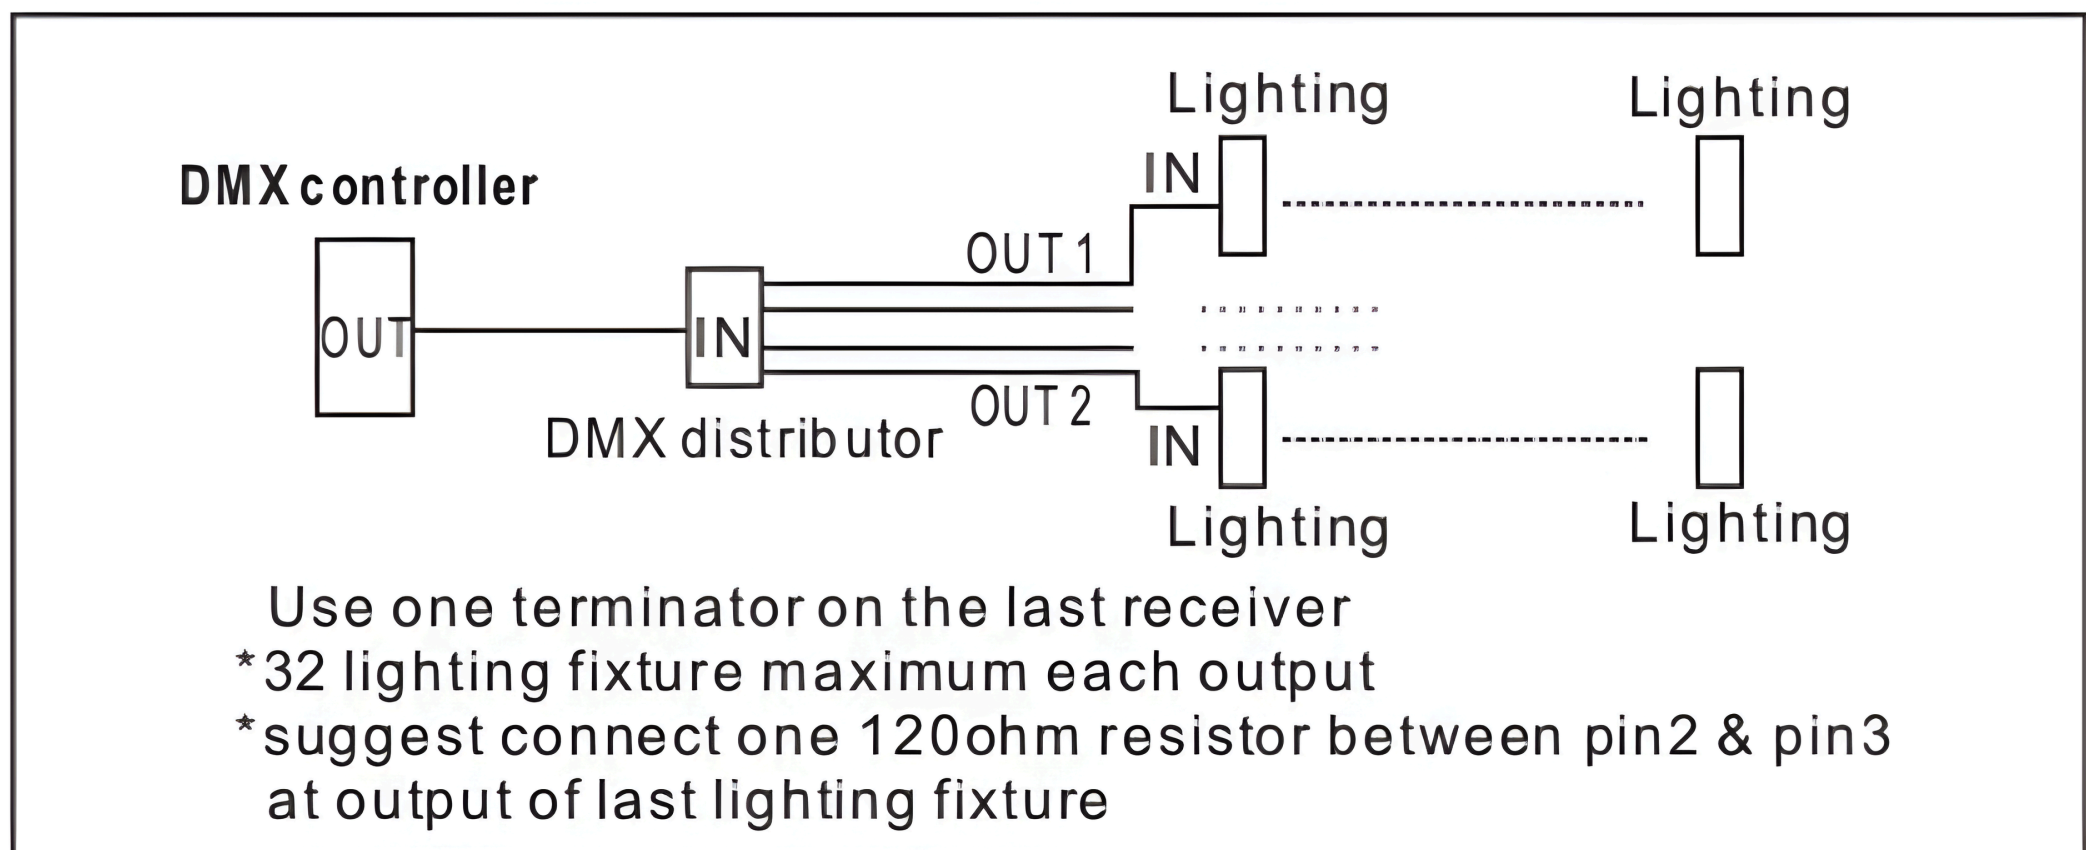 Lighting
Lighting
DMX controller
IN
OUT 1
OUT
IN
OUT 2
DMX distributor
IN
Lighting
Lighting
Use one terminator on the last receiver
*32 lighting fixture maximum each output
*suggest connect one 120ohm resistor between pin2 & pin3
at output of last lighting fixture